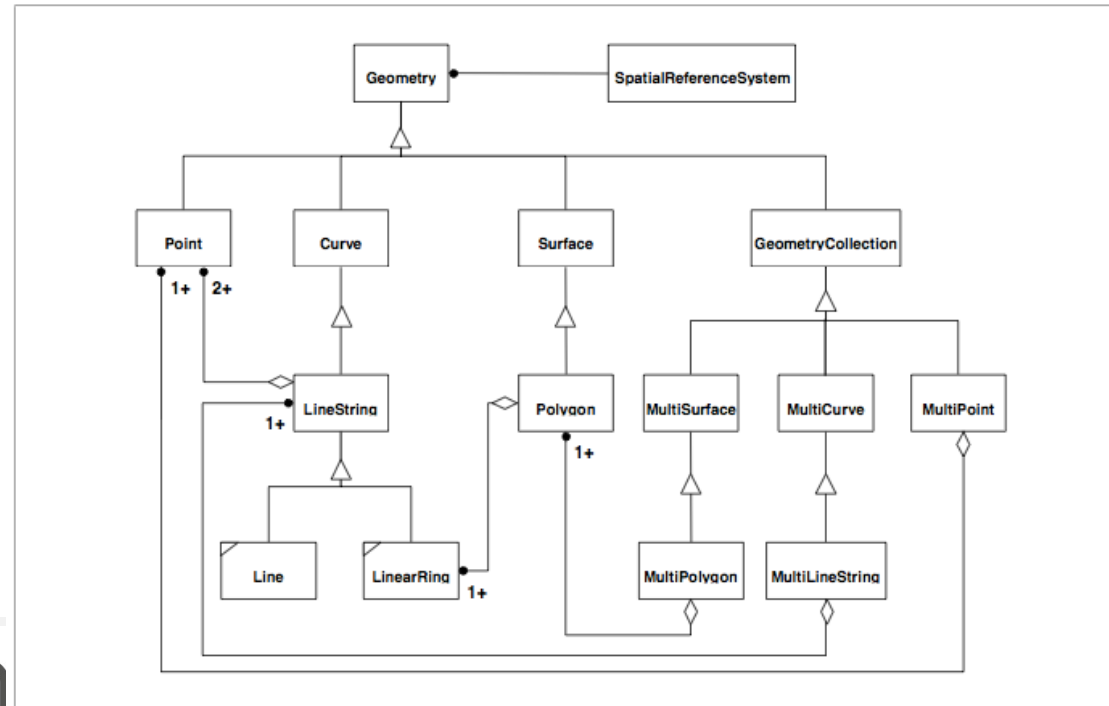 Geometry
SpatialReferenceSystem
Point
Curve
Surface
GeometryCollection
1+
2+
LineString
Polygon
MultiSurface
MultiCurve
MultiPoint
1+
1+
Line
LinearRing
MultiPolygon
MultiLineString
1+